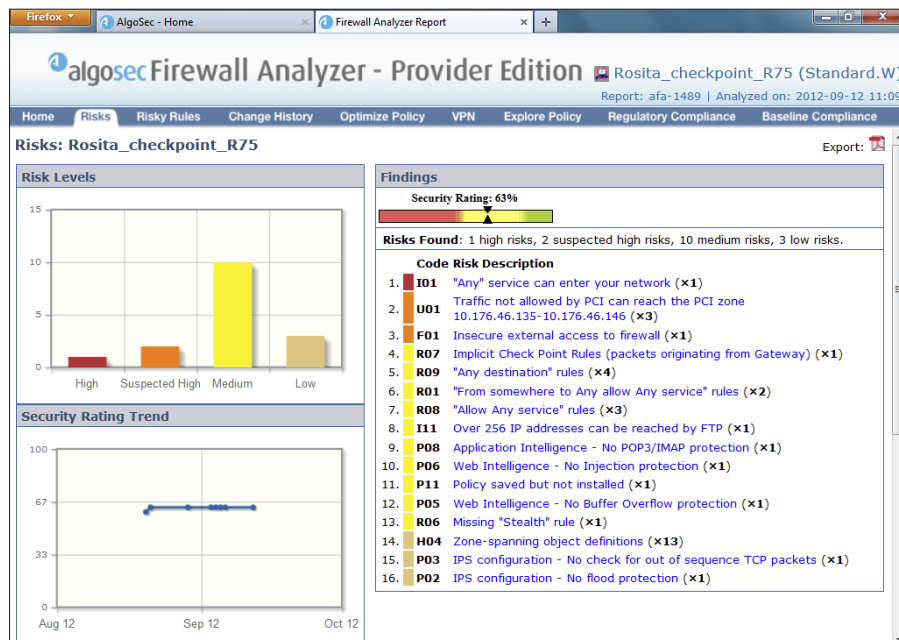 Firefox
AlgoSec - Home
Firewall Analyzer Report
algosec Firewall Analyzer - Provider Edition
Rosita_checkpoint_R75 (Standard.W)
Report: afa-1489 | Analyzed on: 2012-09-12 11:09
Home Risks Risky Rules Change History Optimize Policy VPN Explore Policy Regulatory Compliance Baseline Compliance
Risks: Rosita_checkpoint_R75
Export:
Risk Levels
15
10
5
0
High Suspected High Medium Low
Security Rating Trend
100
67
33
0
Aug 12 Sep 12 Oct 12
Findings
Security Rating: 63%
Risks Found: 1 high risks, 2 suspected high risks, 10 medium risks, 3 low risks.
Code Risk Description
1. I01 "Any" service can enter your network (×1)
2. U01 Traffic not allowed by PCI can reach the PCI zone
10.176.46.135-10.176.46.146 (×3)
3. F01 Insecure external access to firewall (×1)
4. R07 Implicit Check Point Rules (packets originating from Gateway) (×1)
5. R09 "Any destination" rules (×4)
6. R01 "From somewhere to Any allow Any service" rules (×2)
7. R08 "Allow Any service" rules (×3)
8. I11 Over 256 IP addresses can be reached by FTP (×1)
9. P08 Application Intelligence - No POP3/IMAP protection (×1)
10. P06 Web Intelligence - No Injection protection (×1)
11. P11 Policy saved but not installed (×1)
12. P05 Web Intelligence - No Buffer Overflow protection (×1)
13. R06 Missing "Stealth" rule (×1)
14. H04 Zone-spanning object definitions (×13)
15. P03 IPS configuration - No check for out of sequence TCP packets (×1)
16. P02 IPS configuration - No flood protection (×1)